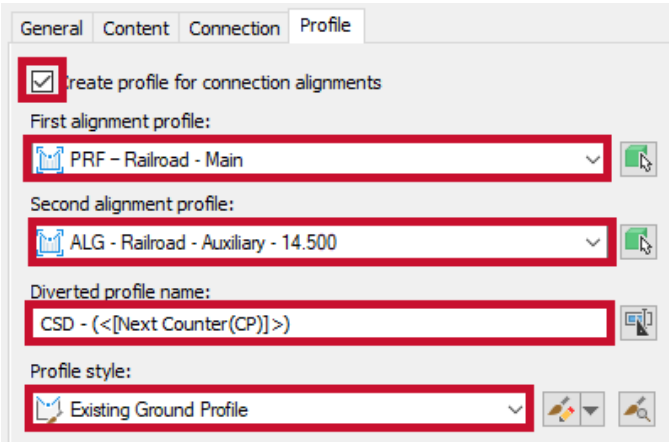 General Content Connection Profile
Create profile for connection alignments
First alignment profile:
PRF – Railroad - Main
Second alignment profile:
ALG - Railroad - Auxiliary - 14.500
Diverted profile name:
CSD - (<[Next Counter(CP)]>)
Profile style:
Existing Ground Profile